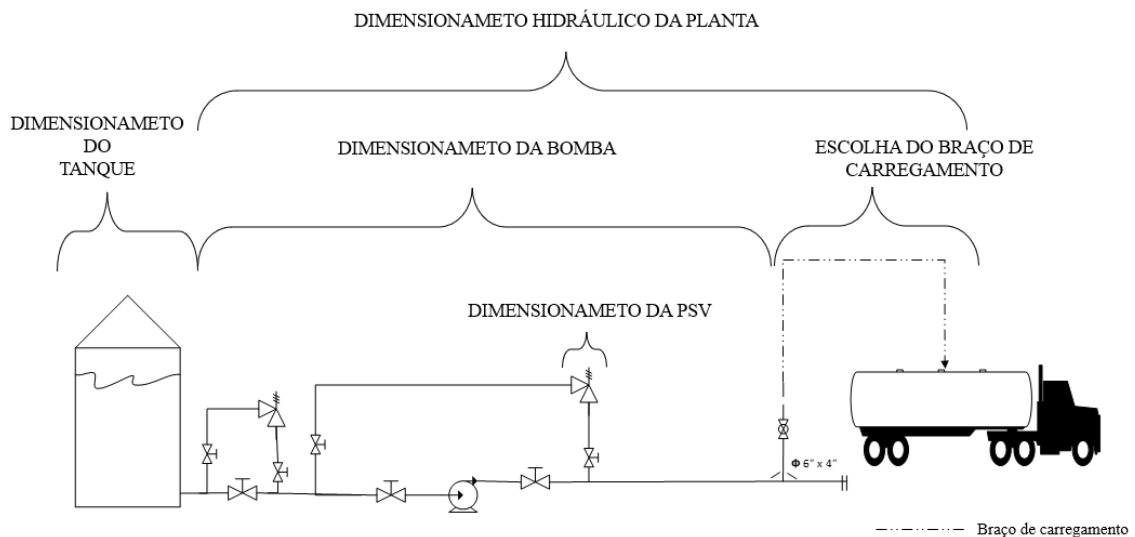 DIMENSIONAMETO HIDRÁULICO DA PLANTA
DIMENSIONAMETO
DO
TANQUE
DIMENSIONAMETO DA BOMBA
ESCOLHA DO BRAÇO DE
CARREGAMENTO
DIMENSIONAMETO DA PSV
Φ 6" x 4"
Braço de carregamento